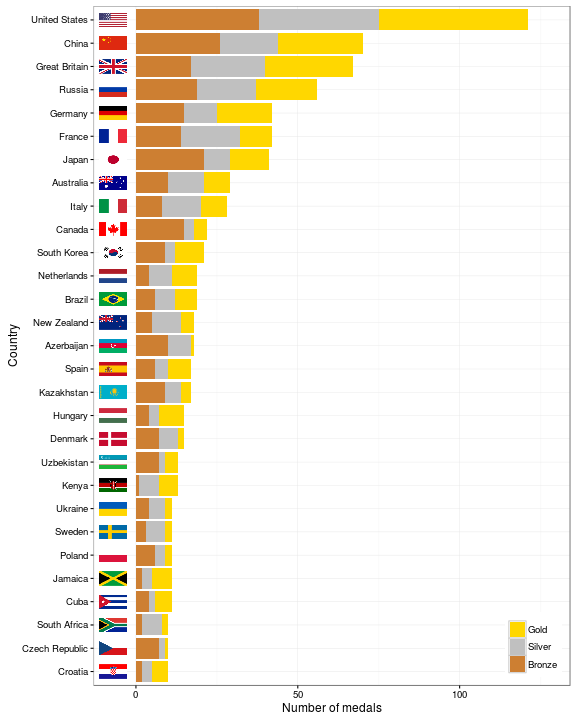 United States
China
Great Britain
Russia
Germany
France
Japan
Australia
Italy
Canada
South Korea
Netherlands
Brazil
New Zealand
Azerbaijan
Spain
Kazakhstan
Hungary
Denmark
Uzbekistan
Kenya
Ukraine
Sweden
Poland
Jamaica
Cuba
South Africa
Czech Republic
Croatia
Country
Gold
Silver
Bronze
0 50 100
Number of medals